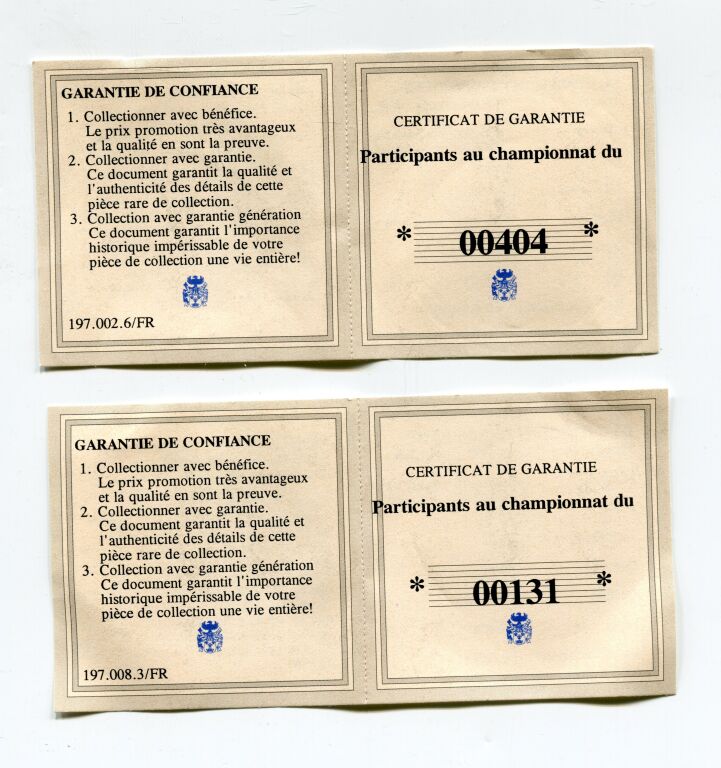 GARANTIE DE CONFIANCE
1. Collectionner avec bénéfice.
Le prix promotion très avantageux
et la qualité en sont la preuve.
2. Collectionner avec garantie.
Ce document garantit la qualité et
l'authenticité des détails de cette
pièce rare de collection.
3. Collection avec garantie génération
Ce document garantit l'importance
historique impérissable de votre
pièce de collection une vie entière!
197.002.6/FR
CERTIFICAT DE GARANTIE
Participants au championnat du
* 00404 *
GARANTIE DE CONFIANCE
1. Collectionner avec bénéfice.
Le prix promotion très avantageux
et la qualité en sont la preuve.
2. Collectionner avec garantie.
Ce document garantit la qualité et
l'authenticité des détails de cette
pièce rare de collection.
3. Collection avec garantie génération
Ce document garantit l'importance
historique impérissable de votre
pièce de collection une vie entière!
197.008.3/FR
CERTIFICAT DE GARANTIE
Participants au championnat du
* 00131 *